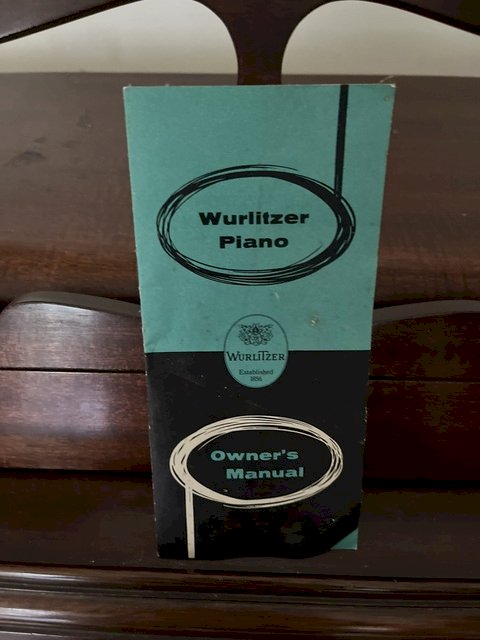 Wurlitzer
Piano
WURLITZER
Established
1856
Owner's
Manual